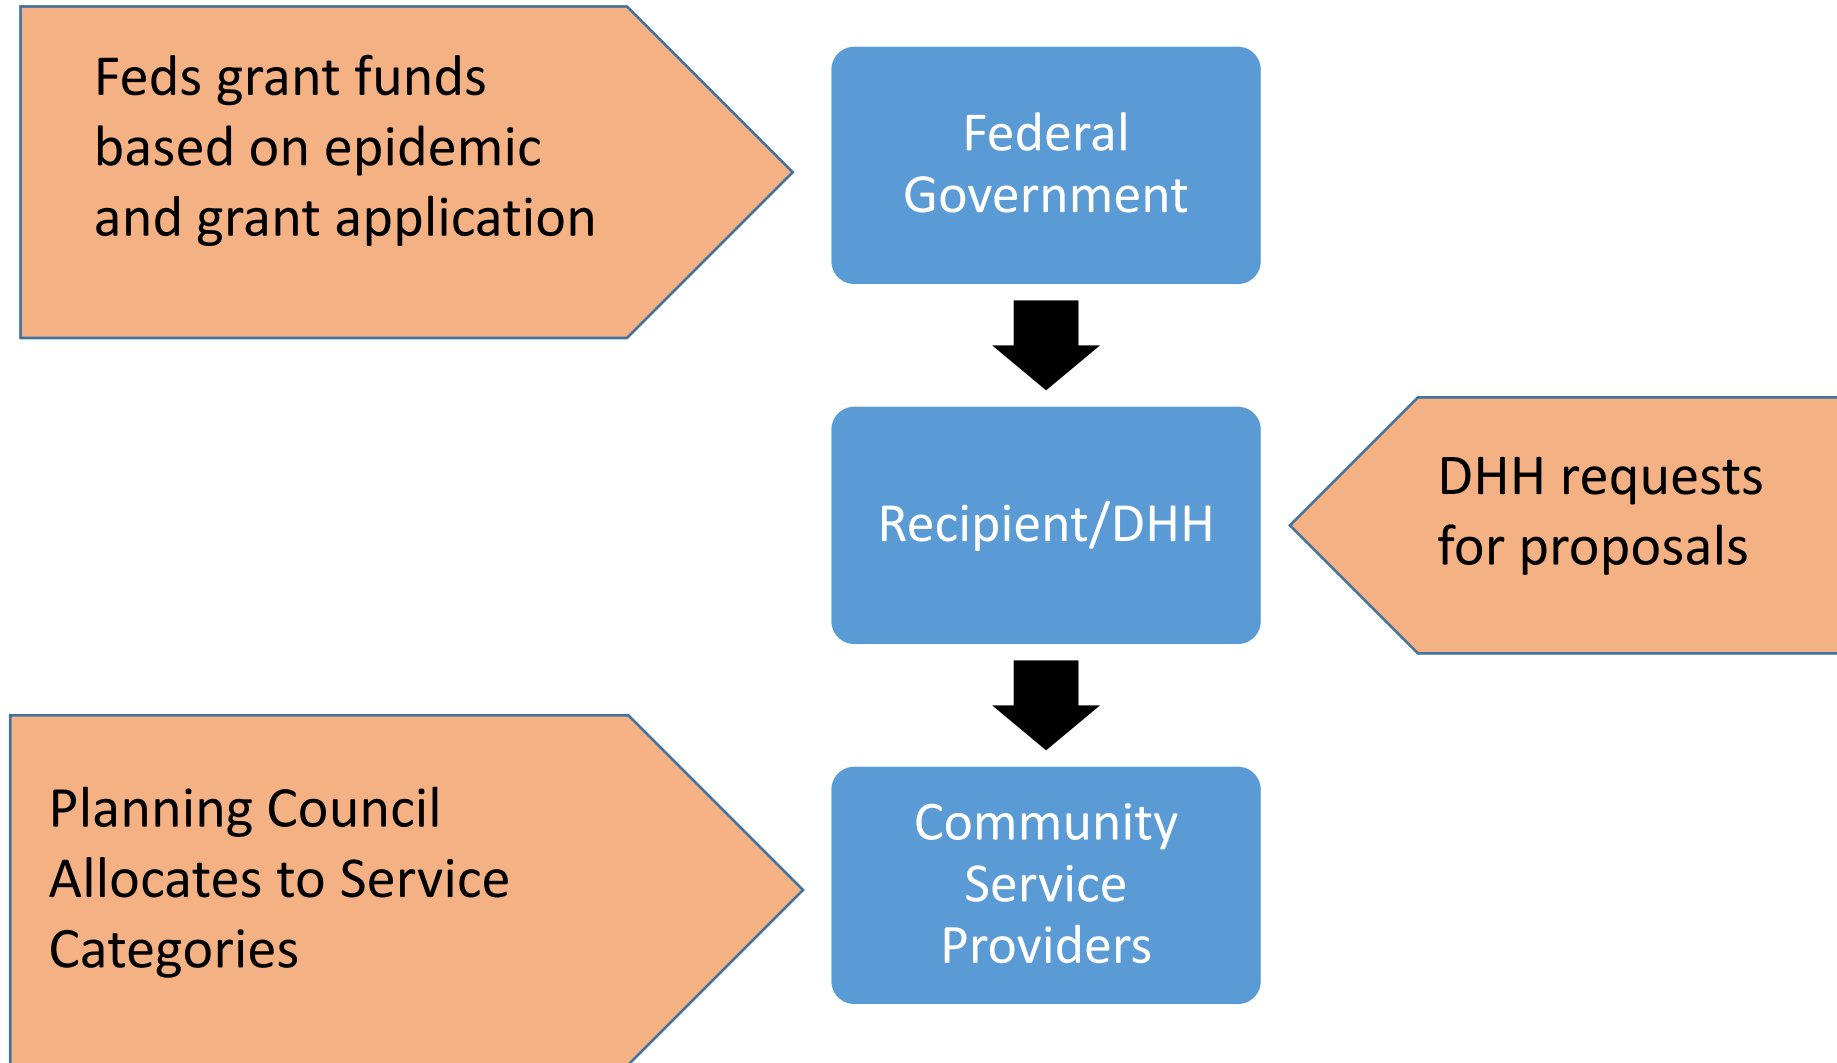 Feds grant funds
based on epidemic
and grant application
Federal
Government
Recipient/DHH
DHH requests
for proposals
Planning Council
Allocates to Service
Categories
Community
Service
Providers